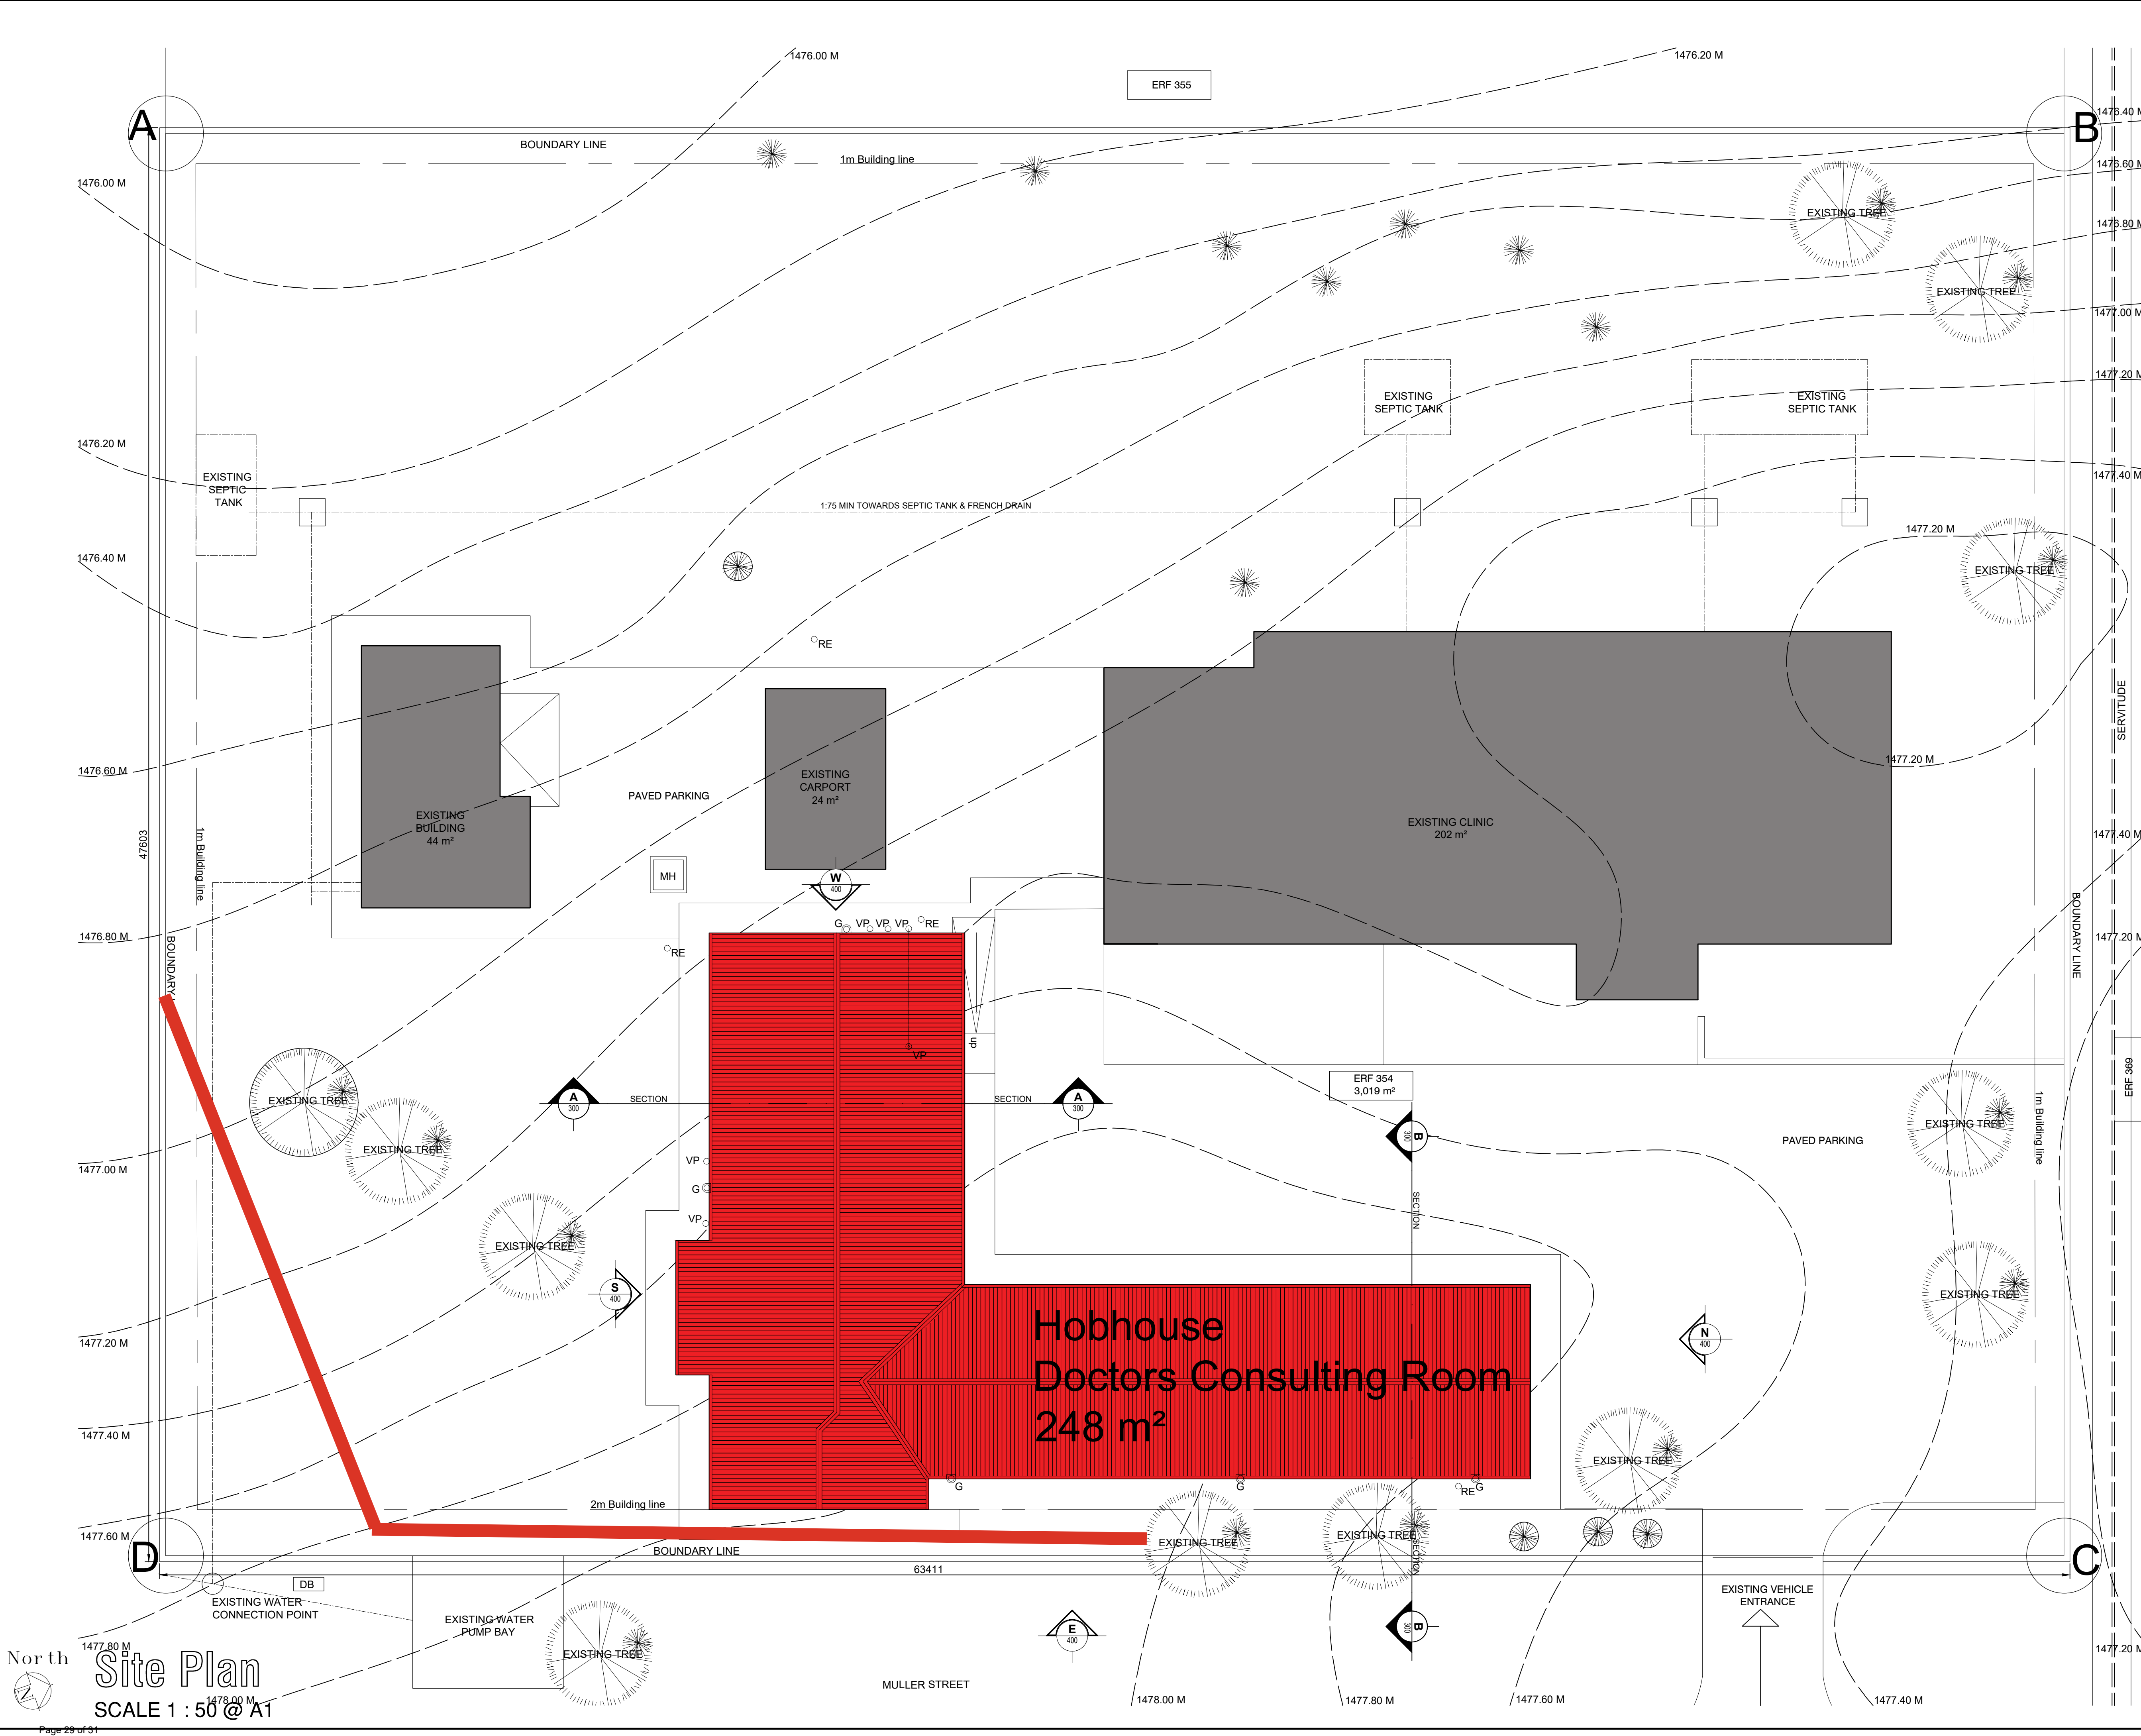 1476.00 M
1476.20 M
ERF 355
1476.40 M
A
B
BOUNDARY LINE
1m Building line
1476.60 M
1476.00 M
EXISTING TREE
1476.80 M
EXISTING TREE
1477.00 M
1477.20 M
EXISTING
SEPTIC TANK
EXISTING
SEPTIC TANK
1476.20 M
EXISTING
SEPTIC
TANK
1477.40 M
1:75 MIN TOWARDS SEPTIC TANK & FRENCH DRAIN
1477.20 M
1476.40 M
EXISTING TREE
RE
SERVITUDE
1477.20 M
1476.60 M
EXISTING
CARPORT
24 m²
PAVED PARKING
EXISTING
BUILDING
44 m²
EXISTING CLINIC
202 m²
1477.40 M
47603
1m Building line
MH
W
400
G
VP
VP
VP
RE
1476.80 M
BOUNDARY
RE
BOUNDARY LINE
1477.20 M
up
VP
ERF 354
3,019 m²
ERF 369
A
300
SECTION
SECTION
A
300
EXISTING TREE
EXISTING TREE
B
300
PAVED PARKING
EXISTING TREE
1m Building line
1477.00 M
VP
G
VP
SECTION
EXISTING TREE
S
400
EXISTING TREE
Hobhouse
Doctors Consulting Room
248 m²
N
400
1477.20 M
1477.40 M
EXISTING TREE
G
G
RE
G
2m Building line
1477.60 M
EXISTING TREE
EXISTING TREE
SECTION
D
BOUNDARY LINE
C
63411
DB
EXISTING WATER
CONNECTION POINT
EXISTING WATER
PUMP BAY
EXISTING VEHICLE
ENTRANCE
E
400
B
300
1477.80 M
EXISTING TREE
1477.20 M
North
N
Site Plan
SCALE 1 : 50 @ A1
1478.00 M
MULLER STREET
1478.00 M
1477.80 M
1477.60 M
1477.40 M
Page 29 of 31